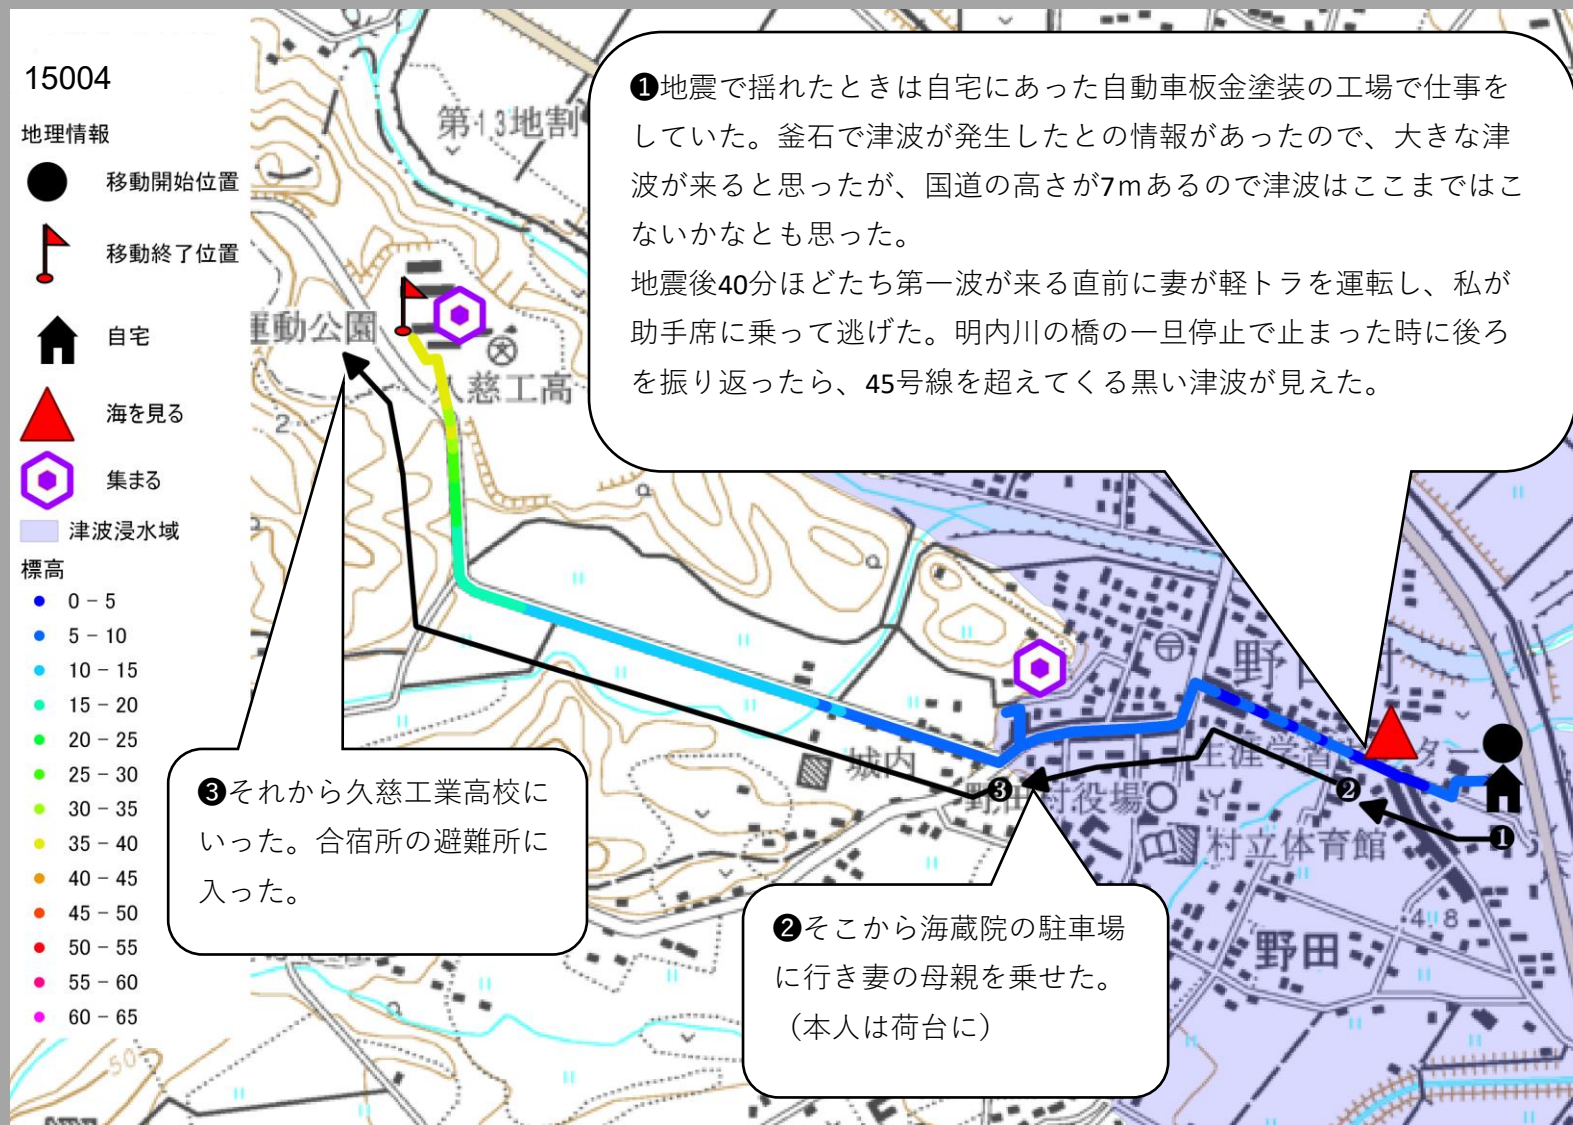 15004
地理情報
移動開始位置
移動終了位置
自宅
海を見る
集まる
津波浸水域
標高
0 − 5
5 − 10
10 − 15
15 − 20
20 − 25
25 − 30
30 − 35
35 − 40
40 − 45
45 − 50
50 − 55
55 − 60
60 − 65
❶地震で揺れたときは自宅にあった自動車板金塗装の工場で仕事を
していた。釜石で津波が発生したとの情報があったので、大きな津
波が来ると思ったが、国道の高さが7mあるので津波はここまではこ
ないかなとも思った。
地震後40分ほどたち第一波が来る直前に妻が軽トラを運転し、私が
助手席に乗って逃げた。明内川の橋の一旦停止で止まった時に後ろ
を振り返ったら、45号線を超えてくる黒い津波が見えた。
第13地割
運動公園
久慈工高
2
❸それから久慈工業高校に
いった。合宿所の避難所に
入った。
❷そこから海蔵院の駐車場
に行き妻の母親を乗せた。
（本人は荷台に）
城内
野田村役場
❸
❷
❶
村立体育館
野田
4 8
50